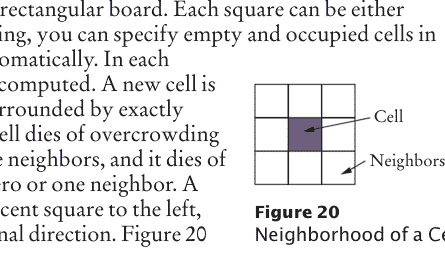 rectangular board. Each square can be either
ing, you can specify empty and occupied cells in
omatically. In each
computed. A new cell is
rrounded by exactly
ell dies of overcrowding
e neighbors, and it dies of
ero or one neighbor. A
cent square to the left,
nal direction. Figure 20
Cell
Neighbors
Figure 20
Neighborhood of a Ce